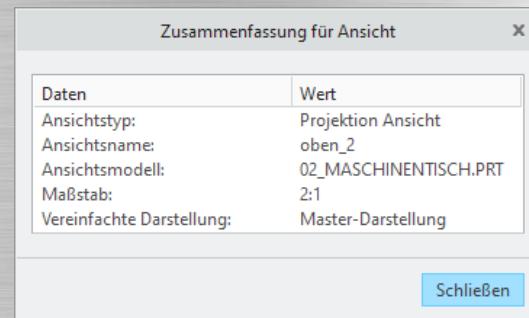 Zusammenfassung für Ansicht
Daten Wert
Ansichtstyp: Projektion Ansicht
Ansichtsname: oben_2
Ansichtsmodell: 02_MASCHINENTISCH.PRT
Maßstab: 2:1
Vereinfachte Darstellung: Master-Darstellung
Schließen